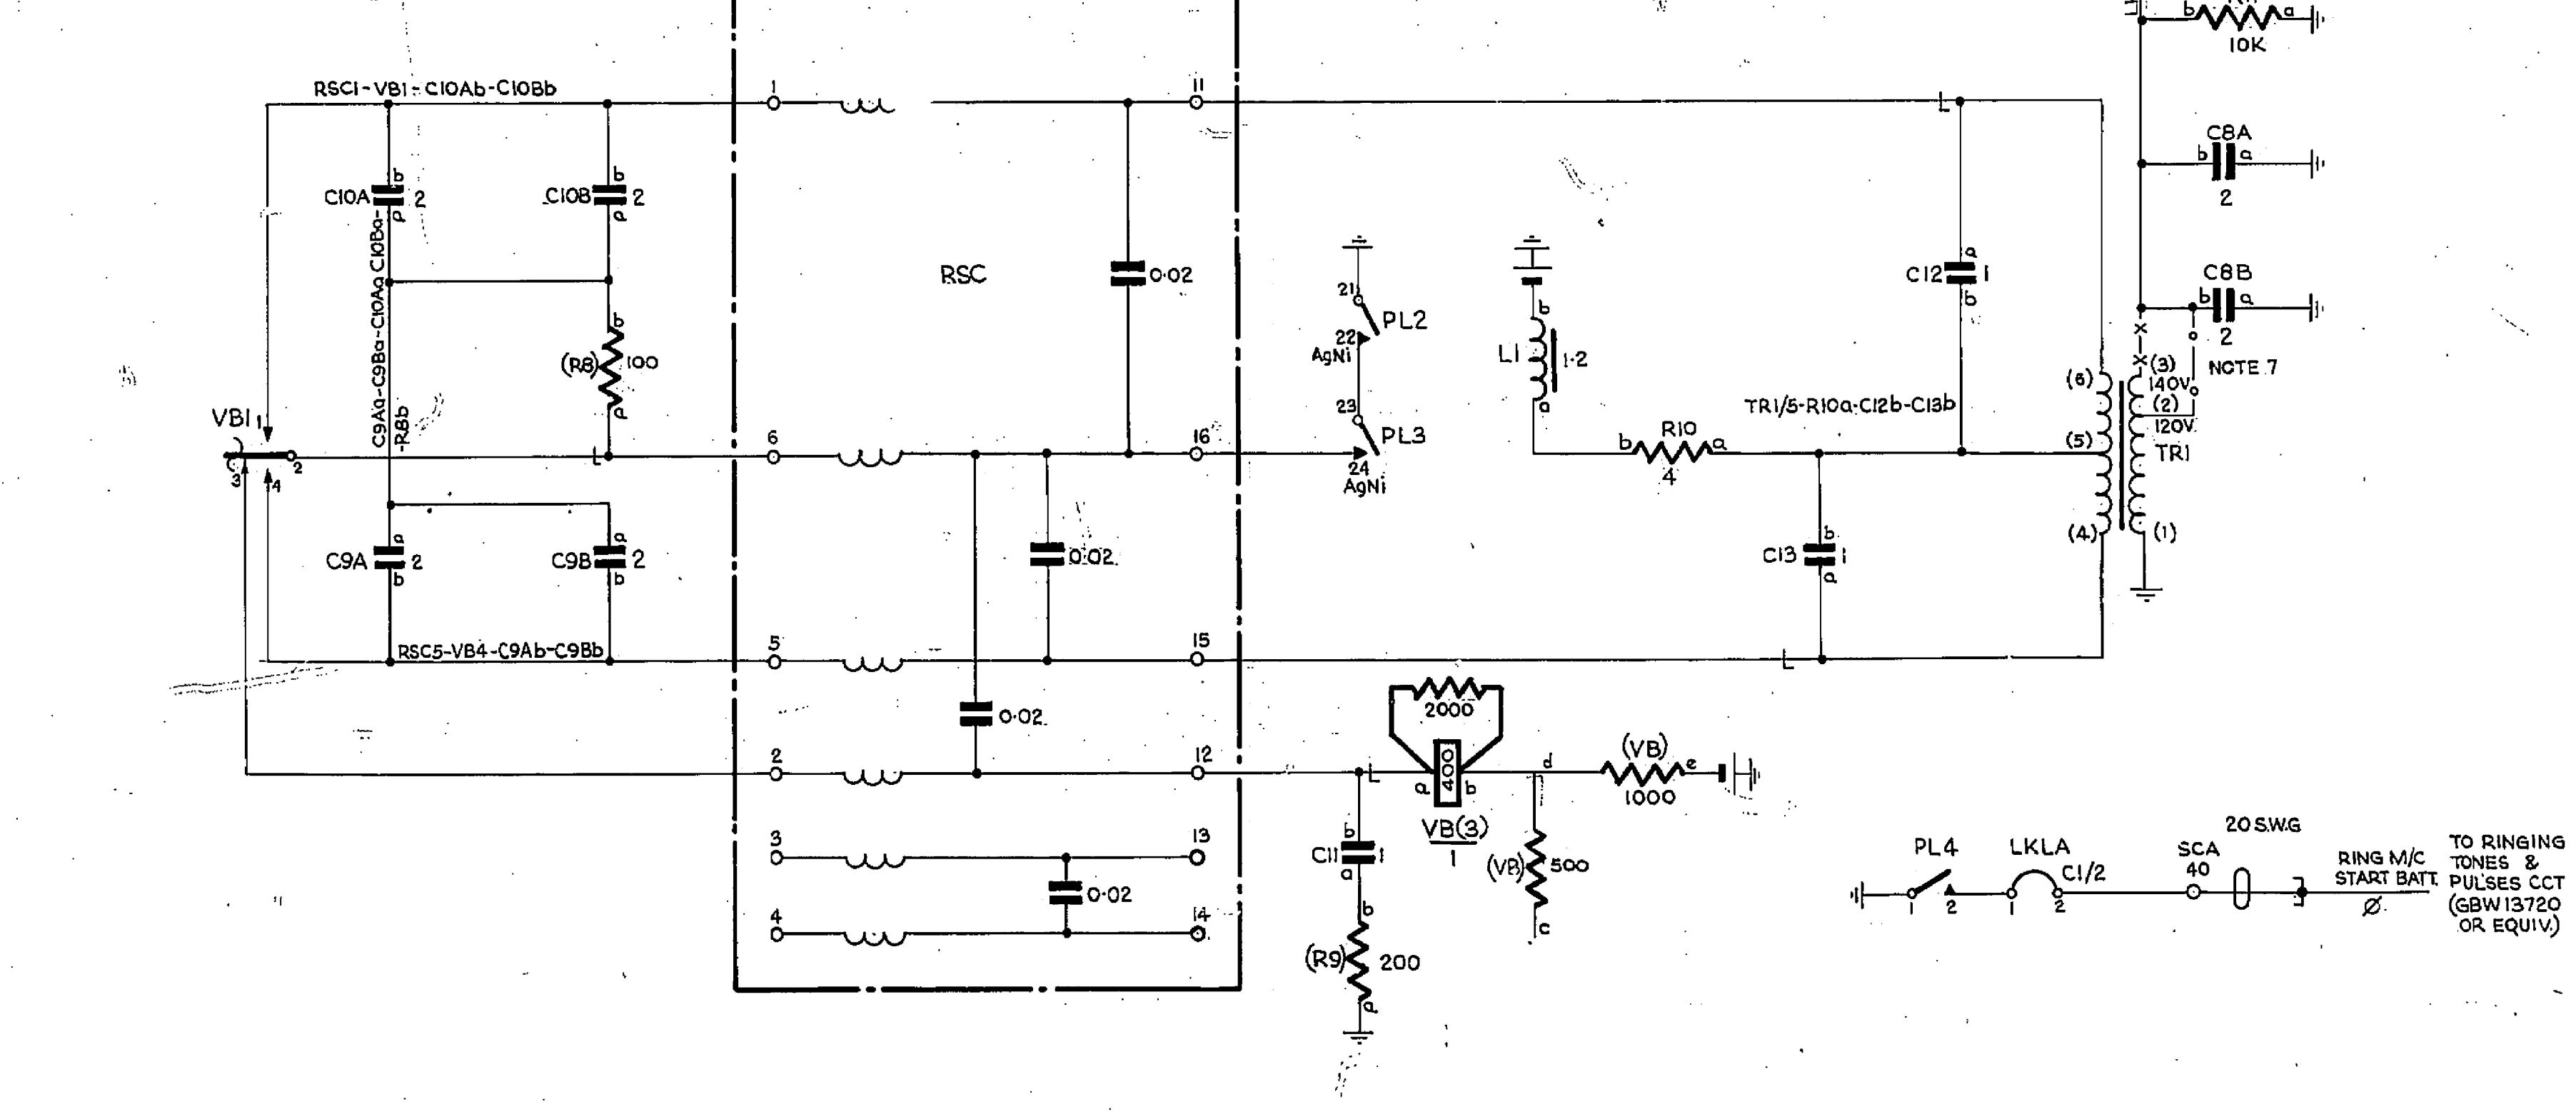 b a
10K
RSC1-VB1-C10Ab-C10Bb
1
11
L
C8A
b a
2
b
C10A 2
a
b
C10B 2
a
C9Aa-C9Ba-C10Aa C10Ba-
-R8b
RSC
0·02
21
PL2
22
AgNi
23
PL3
24
AgNi
b
L1 1·2
a
a
C12 1
b
C8B
b a
2
X
X
NOTE 7
(3)
140V
(2)
120V
(6)
(5)
(4)
(1)
TR1
b
(R8) 100
a
VB1
1
2
3
4
L
6
16
TR1/5-R10a-C12b-C13b
R10
b a
4
a
C9A 2
b
a
C9B 2
b
0·02
b
C13 1
a
RSC5-VB4-C9Ab-C9Bb
5
15
L
0·02
2000
2
12
L
a 400 b
VB(3)
1
d
(VB)
e
1000
b
C11 1
a
(VB) 500
c
3
13
0·02
4
14
b
(R9) 200
a
PL4
1 2
LKLA
C1/2
1 2
SCA
40
20 S.W.G
RING M/C
START BATT.
Ø.
TO RINGING
TONES &
PULSES CCT
(GBW13720
OR EQUIV.)